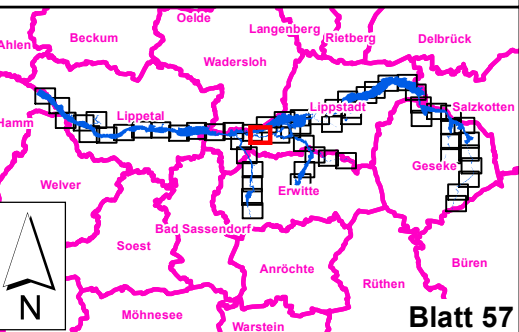 Oelde
Langenberg
Rietberg
Delbrück
Ahlen
Beckum
Wadersloh
Lippetal
Lippstadt
Salzkotten
Hamm
Geseke
Welver
Erwitte
Bad Sassendorf
Soest
Anröchte
Büren
Rüthen
N
Möhnesee
Warstein
Blatt 57